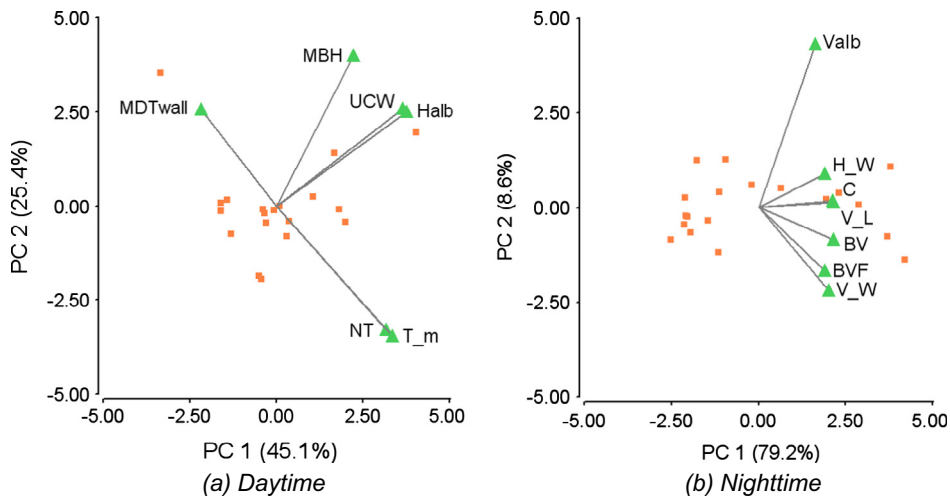 5.00
MBH
UCW
Halb
MDTwall
2.50
0.00
-2.50
-5.00
NT
T_m
PC 2 (25.4%)
-5.00 -2.50 0.00 2.50 5.00
PC 1 (45.1%)
(a) Daytime
5.00
Valb
2.50
H_W
C
V_L
0.00
BV
BVF
V_W
-2.50
-5.00
PC 2 (8.6%)
-5.00 -2.50 0.00 2.50 5.00
PC 1 (79.2%)
(b) Nighttime